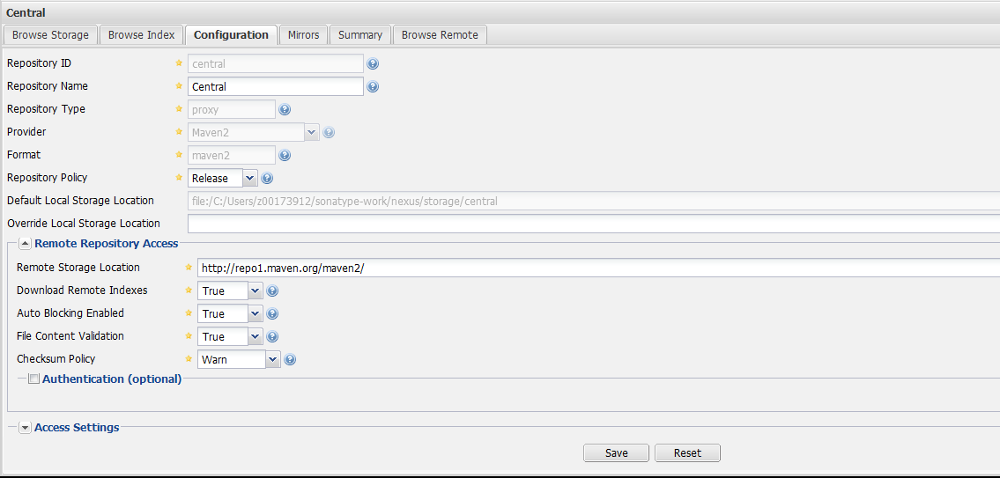 Central
Browse Storage Browse Index Configuration Mirrors Summary Browse Remote
Repository ID central
Repository Name Central
Repository Type proxy
Provider Maven2
Format maven2
Repository Policy Release
Default Local Storage Location file:/C:/Users/z00173912/sonatype-work/nexus/storage/central
Override Local Storage Location
Remote Repository Access
Remote Storage Location http://repo1.maven.org/maven2/
Download Remote Indexes True
Auto Blocking Enabled True
File Content Validation True
Checksum Policy Warn
Authentication (optional)
Access Settings
Save Reset